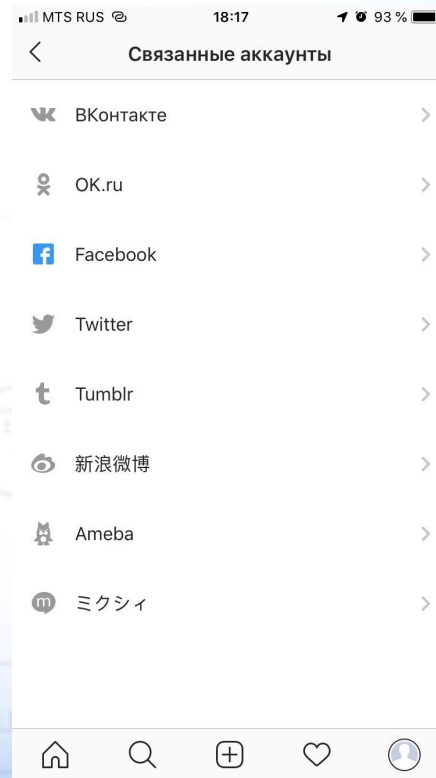 MTS RUS 18:17 93 %
Связанные аккаунты
ВКонтакте
OK.ru
Facebook
Twitter
Tumblr
新浪微博
Ameba
ミクシィ